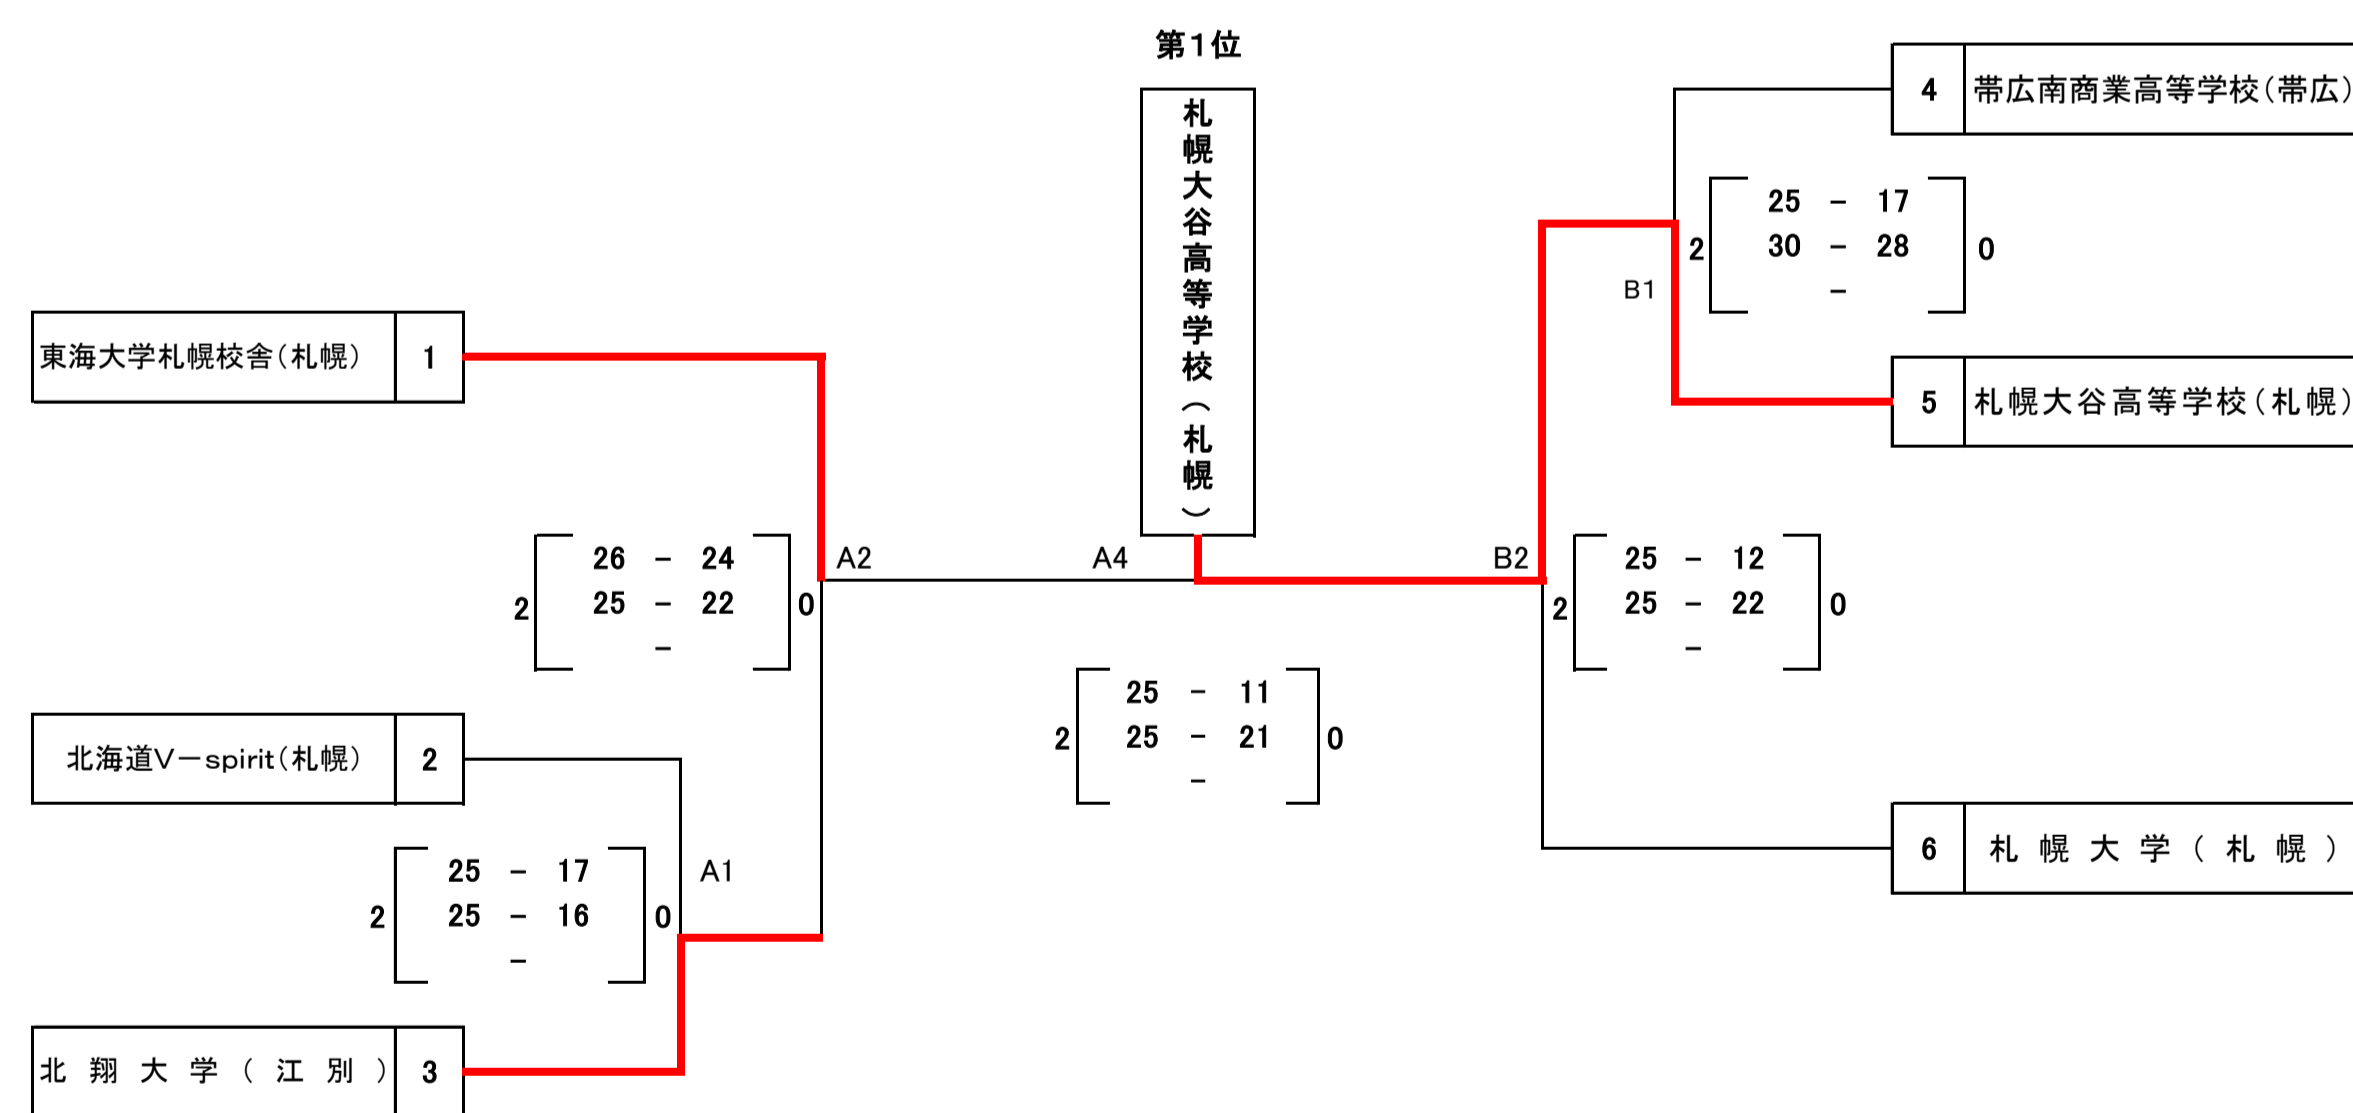 第1位
札幌大谷高等学校(札幌)
4 帯広南商業高等学校(帯広)
25 - 17
2 30 - 28 0
-
B1
東海大学札幌校舎(札幌) 1
5 札幌大谷高等学校(札幌)
26 - 24
2 25 - 22 0
-
A2
A4
B2
25 - 12
2 25 - 22 0
-
25 - 11
2 25 - 21 0
-
北海道V-spirit(札幌) 2
6 札幌大学(札幌)
25 - 17
2 25 - 16 0
-
A1
北翔大学(江別) 3